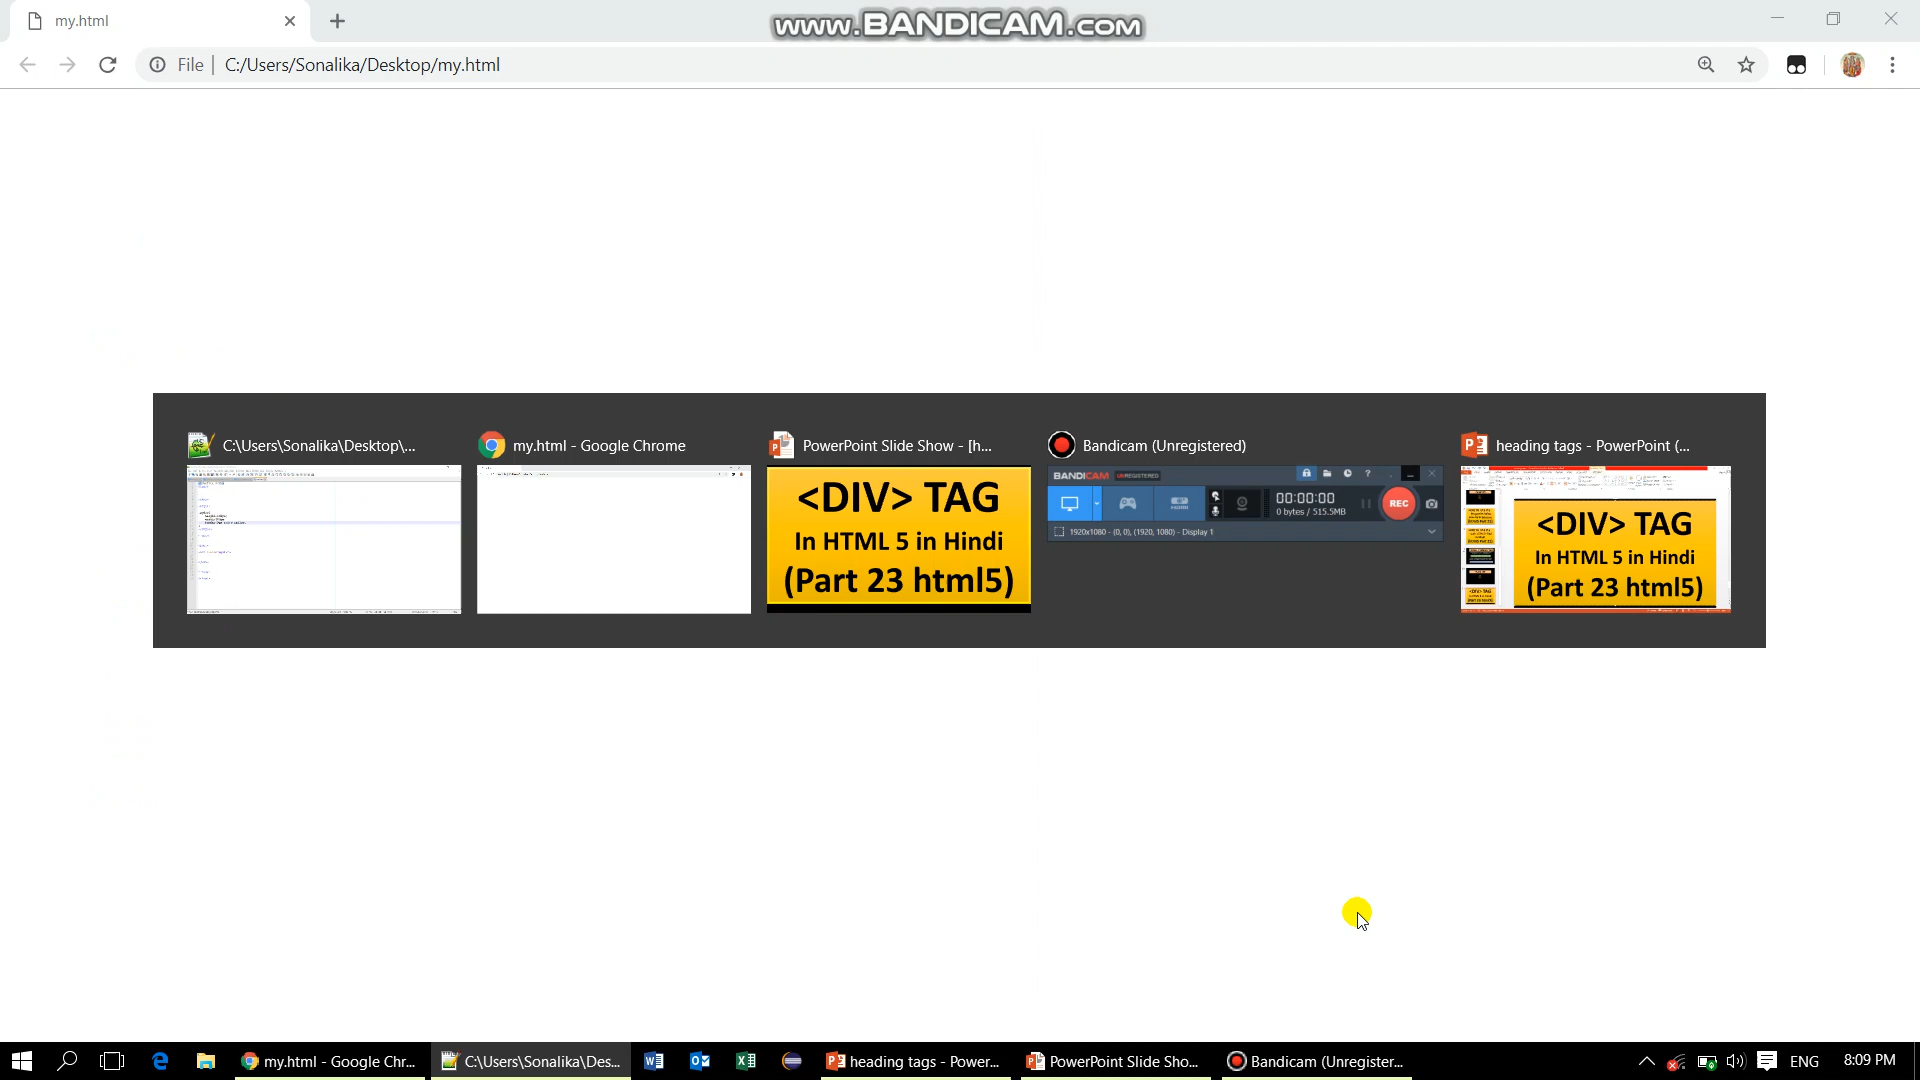 my.html
www.BANDICAM.com
File | C:/Users/Sonalika/Desktop/my.html
C:\Users\Sonalika\Desktop\...
my.html - Google Chrome
PowerPoint Slide Show - [h...
Bandicam (Unregistered)
heading tags - PowerPoint (...
<DIV> TAG
In HTML 5 in Hindi
(Part 23 html5)
BANDICAM UNREGISTERED
00:00:00
0 bytes / 515.5MB
REC
1920x1080 - (0, 0), (1920, 1080) - Display 1
<DIV> TAG
In HTML 5 in Hindi
(Part 23 html5)
my.html - Google Chr...
C:\Users\Sonalika\Des...
heading tags - Power...
PowerPoint Slide Sho...
Bandicam (Unregister...
ENG
8:09 PM